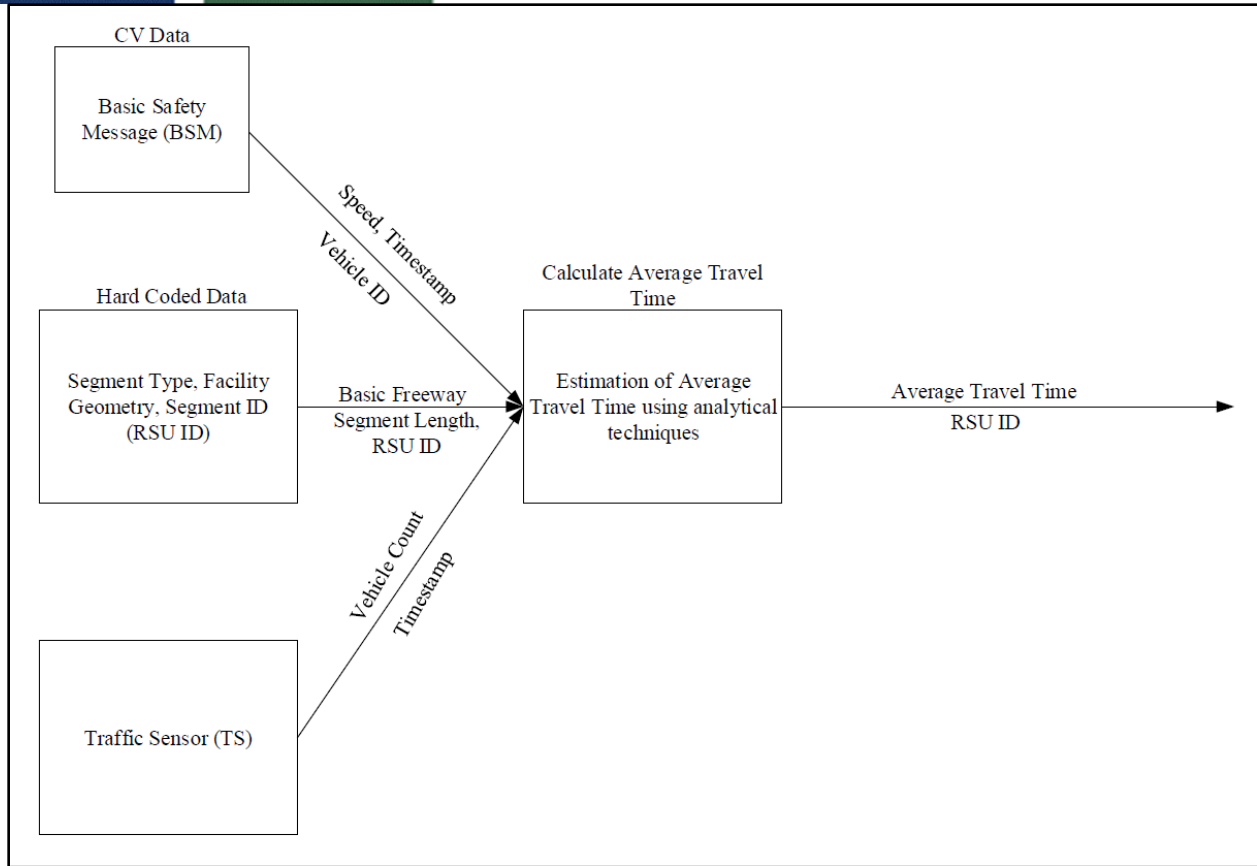 CV Data
Basic Safety
Message (BSM)
Speed, Timestamp
Vehicle ID
Hard Coded Data
Segment Type, Facility
Geometry, Segment ID
(RSU ID)
Basic Freeway
Segment Length,
RSU ID
Calculate Average Travel
Time
Estimation of Average
Travel Time using analytical
techniques
Average Travel Time
RSU ID
Vehicle Count
Timestamp
Traffic Sensor (TS)